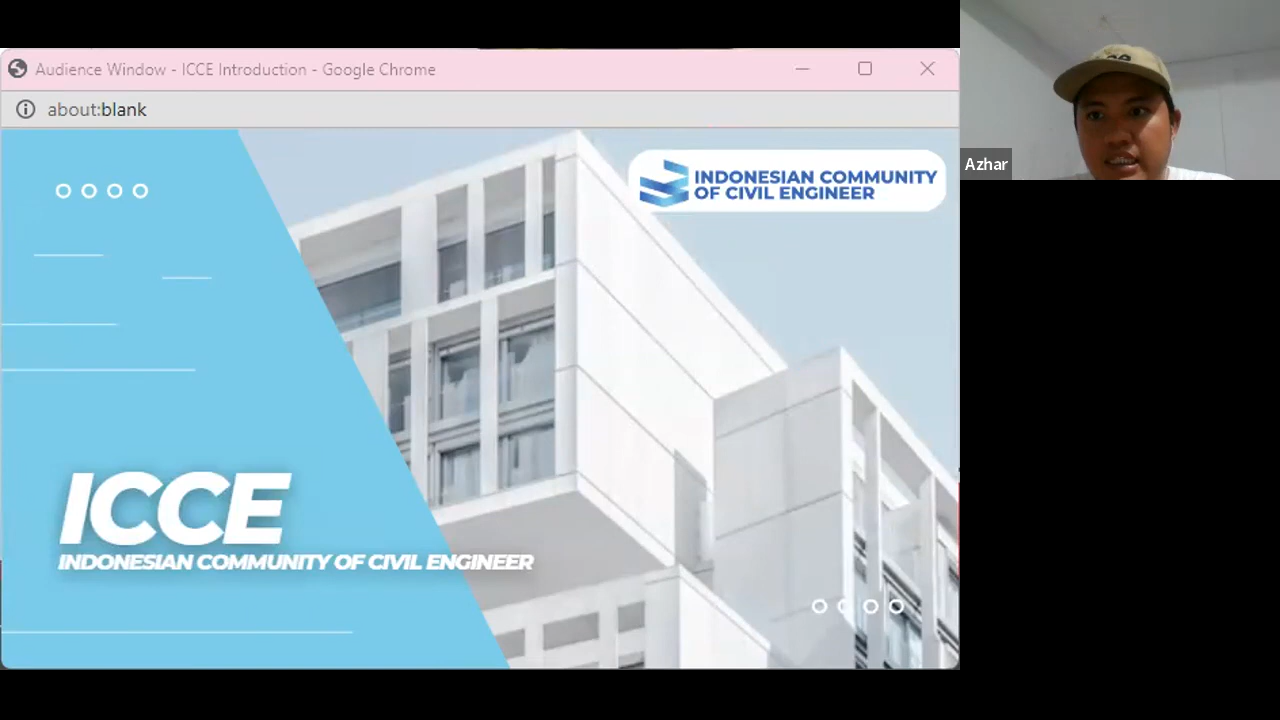 Audience Window - ICCE Introduction - Google Chrome
about:blank
INDONESIAN COMMUNITY
OF CIVIL ENGINEER
Azhar
ICCE
INDONESIAN COMMUNITY OF CIVIL ENGINEER